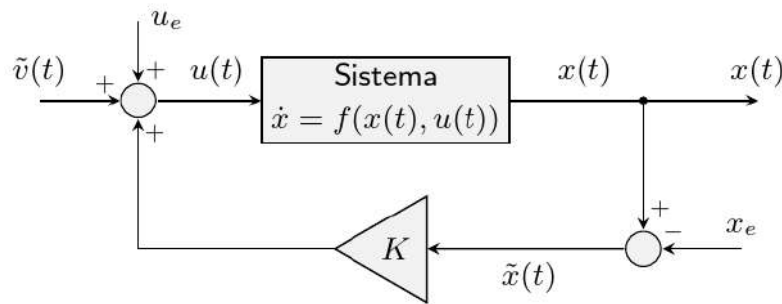 u_e
ṽ(t)
+
+
+
u(t)
Sistema
ẋ = f(x(t), u(t))
x(t)
x(t)
K
x̃(t)
+
−
x_e